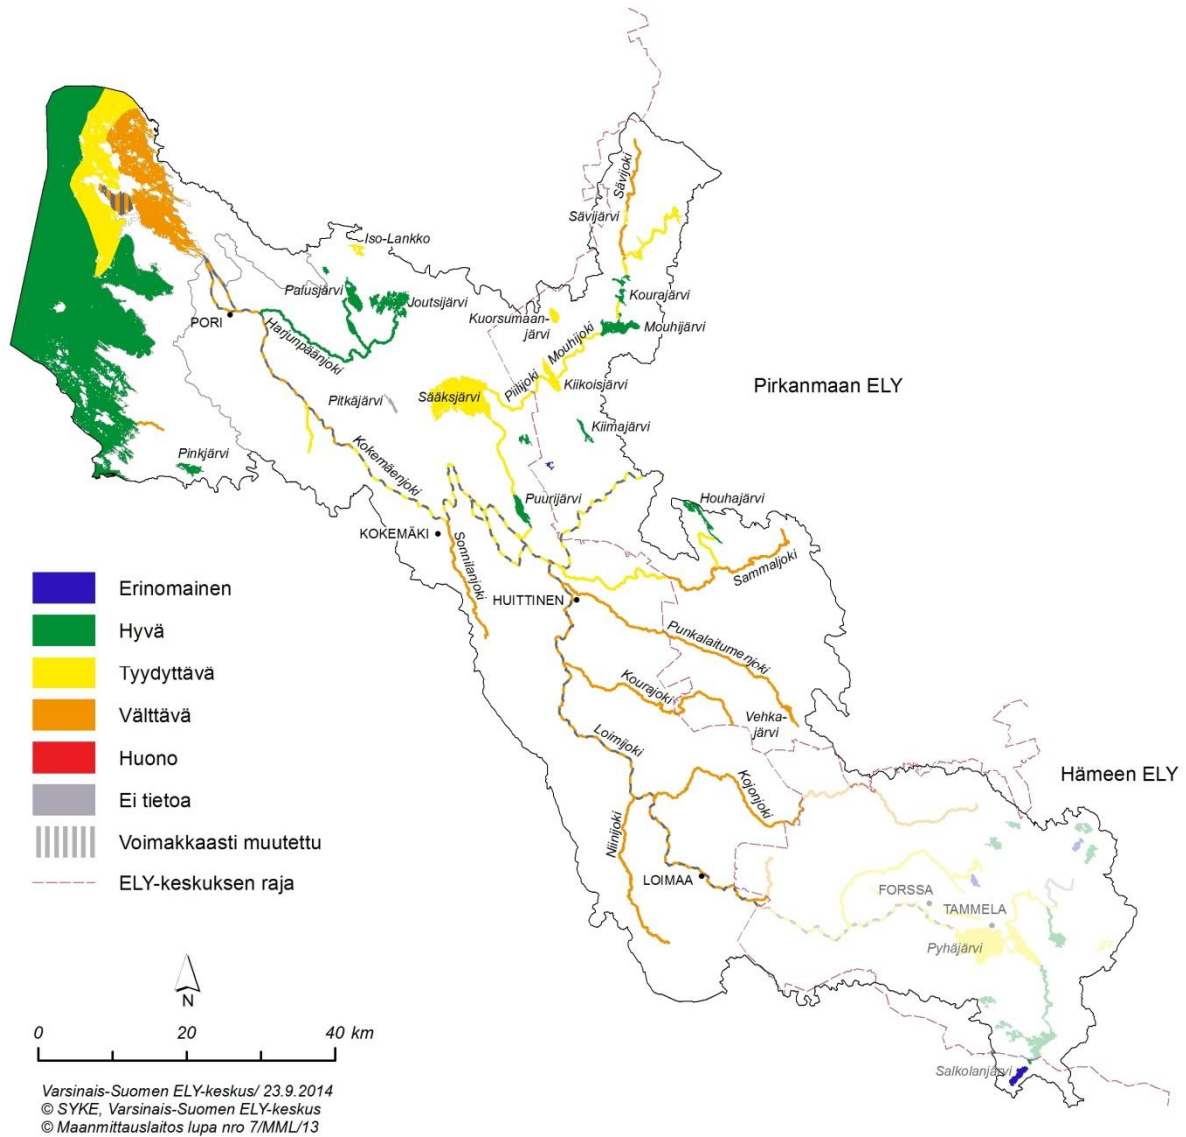 Sävijoki
Sävijärvi
Iso-Lankko
Palusjärvi
Joutsijärvi
Kourajärvi
Kuorsumaan-
järvi
Mouhijärvi
PORI
Harjunpäänjoki
Mouhijoki
Piilijoki
Kiikoisjärvi
Pirkanmaan ELY
Pitkäjärvi
Sääksjärvi
Kiimajärvi
Pinkjärvi
Kokemäenjoki
Puurijärvi
Houhajärvi
KOKEMÄKI
Sonnilanjoki
Sammaljoki
HUITTINEN
Punkalaitumenjoki
Kourajoki
Vehka-
järvi
Loimijoki
Kojonjoki
Hämeen ELY
Niinijoki
LOIMAA
FORSSA
TAMMELA
Pyhäjärvi
Salkolanjärvi
Erinomainen
Hyvä
Tyydyttävä
Välttävä
Huono
Ei tietoa
Voimakkaasti muutettu
ELY-keskuksen raja
N
0 20 40 km
Varsinais-Suomen ELY-keskus/ 23.9.2014
© SYKE, Varsinais-Suomen ELY-keskus
© Maanmittauslaitos lupa nro 7/MML/13